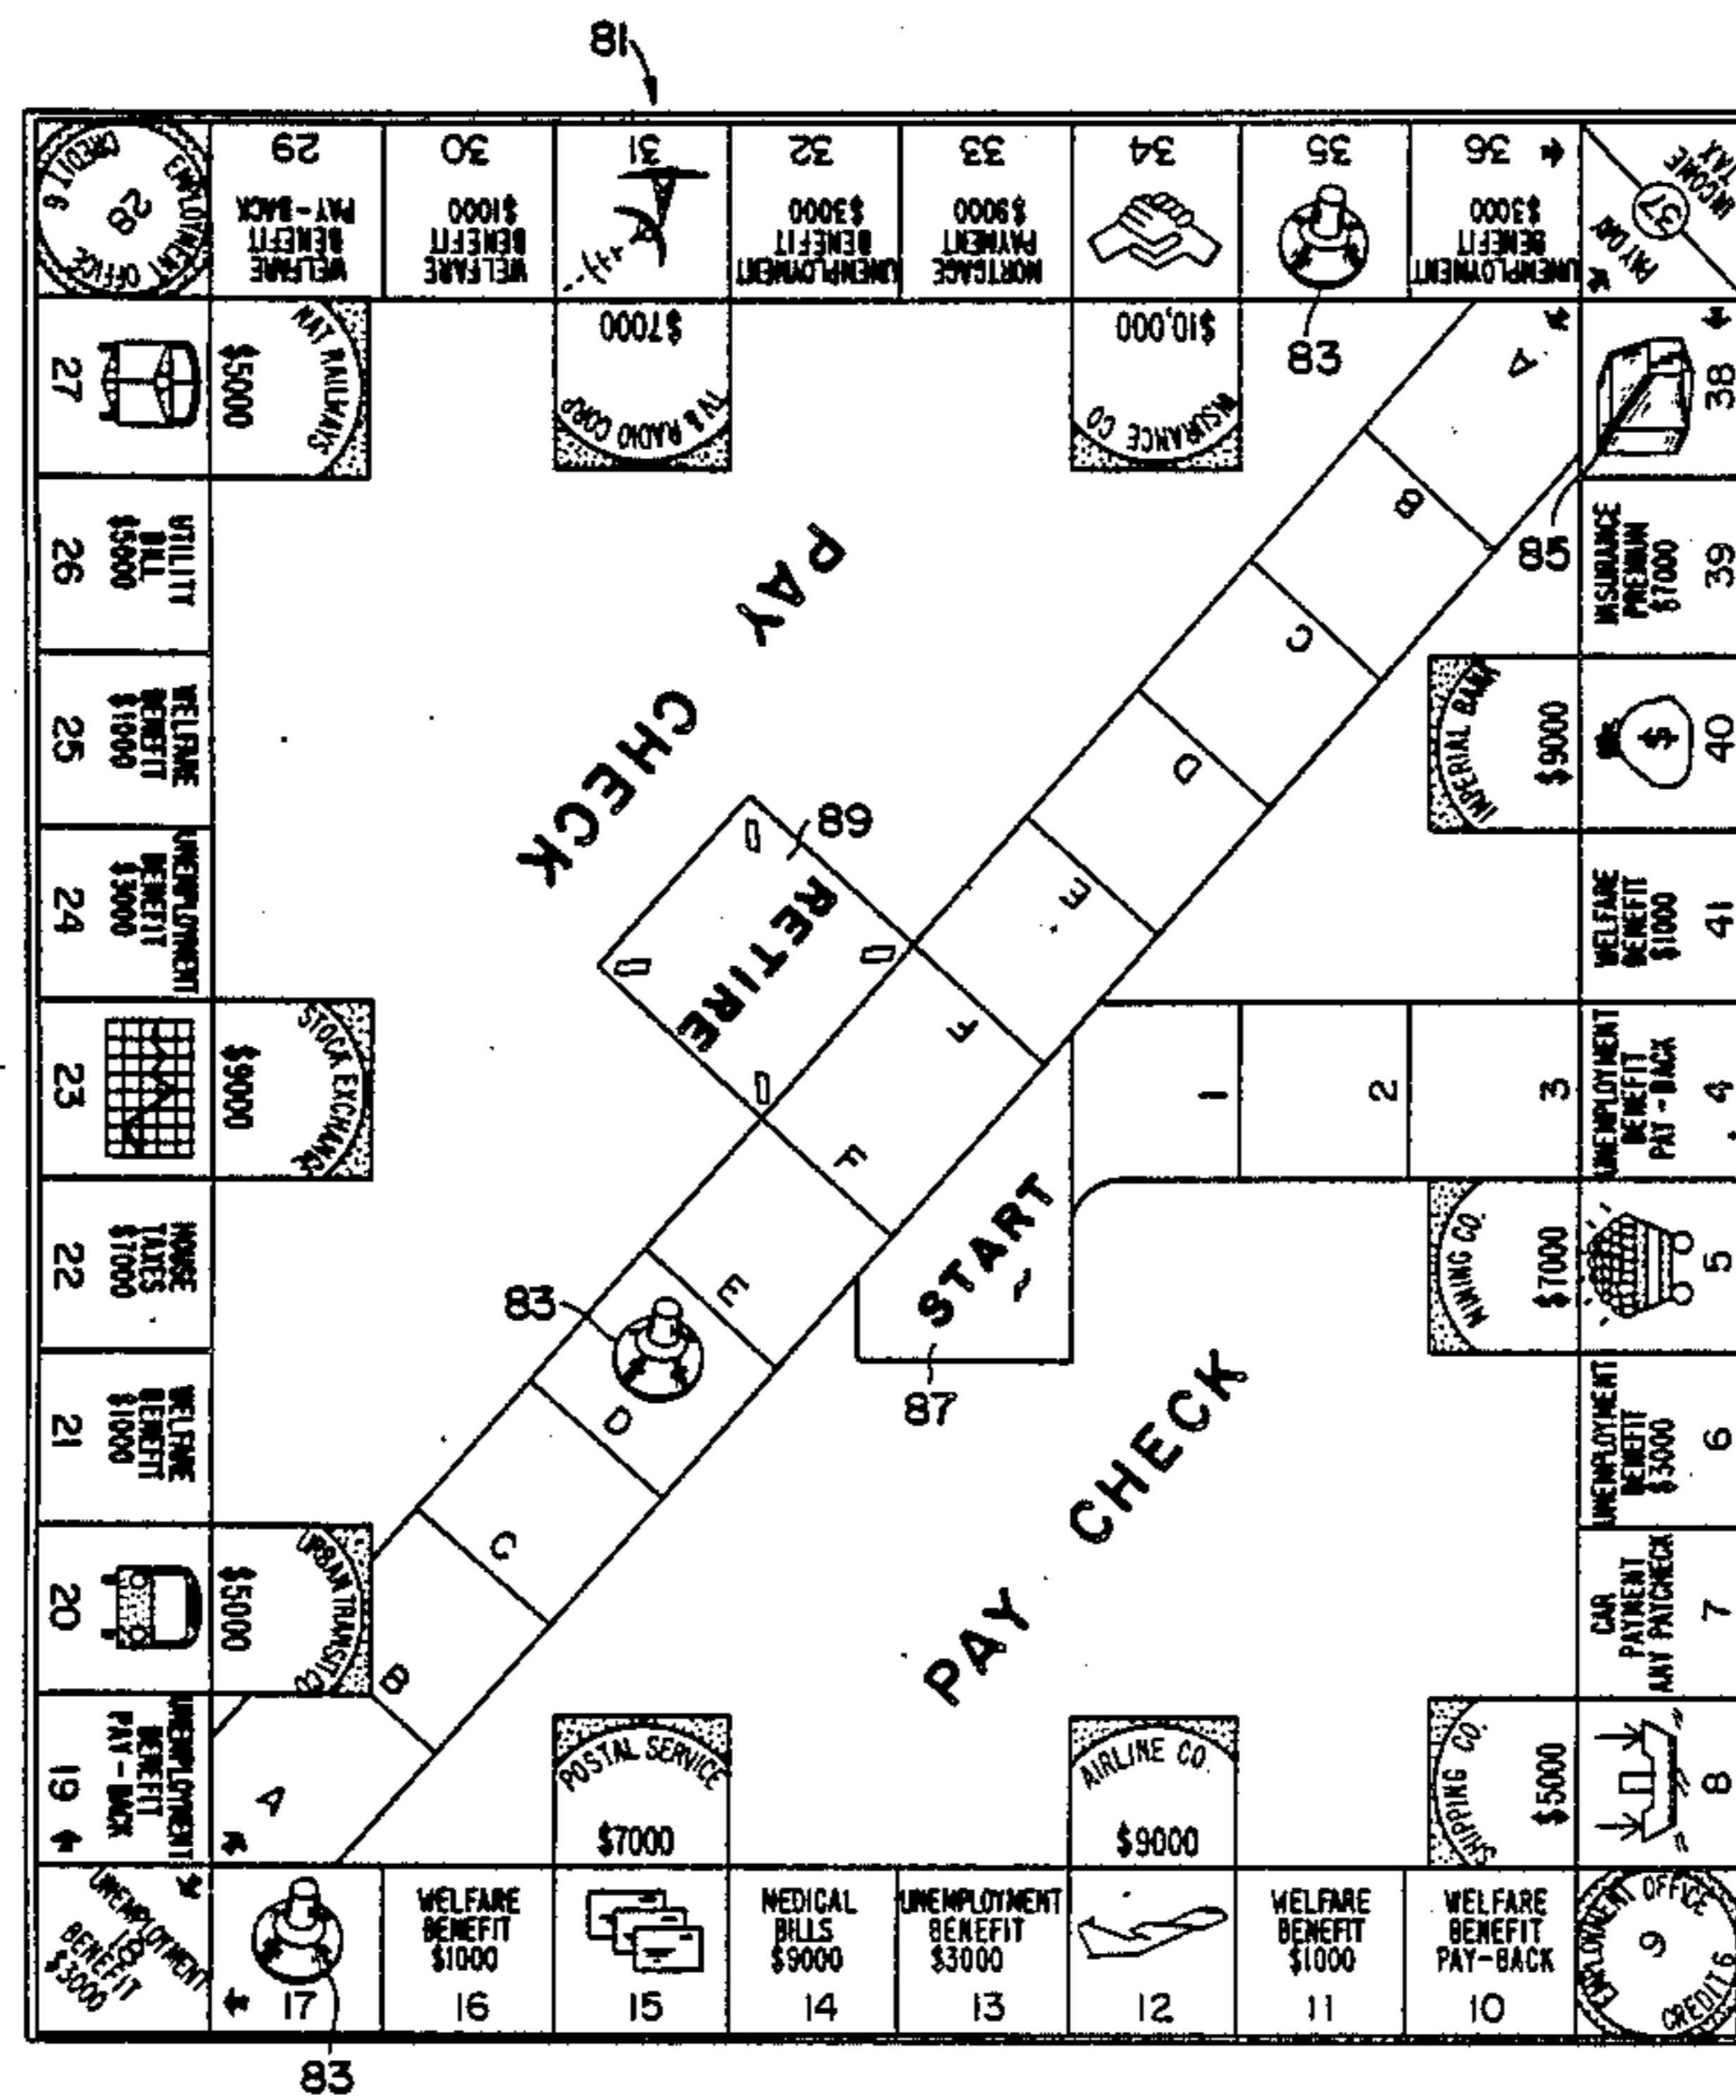 18
CREDIT 6
EMPLOYMENT OFFICE
28
29
WELFARE
BENEFIT
PAY-BACK
30
WELFARE
BENEFIT
$1000
31
32
UNEMPLOYMENT
BENEFIT
$3000
33
MORTGAGE
PAYMENT
$9000
34
35
36
UNEMPLOYMENT
BENEFIT
$3000
37
PAY DAY
INCOME
TAX
TV & RADIO CORP
$7000
INSURANCE CO
$10,000
83
27
$5000
RAILWAYS
26
UTILITY
BILL
$5000
25
WELFARE
BENEFIT
$1000
24
UNEMPLOYMENT
BENEFIT
$3000
23
$9000
STOCK EXCHANGE
22
HOUSE
TAXES
$7000
21
WELFARE
BENEFIT
$1000
20
$5000
URBAN TRANSIT CO
19
UNEMPLOYMENT
BENEFIT
PAY-BACK
PAY
CHECK
RETIRE
89
A
B
C
D
E
F
F
E
D
C
B
A
83
START
87
PAY
CHECK
85
38
INSURANCE
PREMIUM
$7000
39
IMPERIAL BANK
$9000
$
40
WELFARE
BENEFIT
$1000
41
1
2
3
UNEMPLOYMENT
BENEFIT
PAY-BACK
4
MINING CO.
$7000
5
UNEMPLOYMENT
BENEFIT
$3000
6
CAR
PAYMENT
ANY PAYCHECK
7
SHIPPING CO.
$5000
8
POSTAL SERVICE
$7000
AIRLINE CO.
$9000
UNEMPLOYMENT
18
BENEFIT
$3000
17
WELFARE
BENEFIT
$1000
16
15
MEDICAL
BILLS
$9000
14
UNEMPLOYMENT
BENEFIT
$3000
13
12
WELFARE
BENEFIT
$1000
11
WELFARE
BENEFIT
PAY-BACK
10
EMPLOYMENT OFFICE
9
CREDIT 6
83